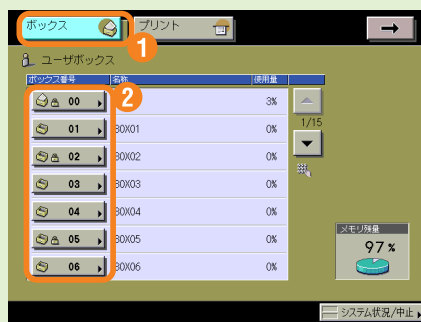 ボックス プリント →
1
ユーザボックス
ボックス番号 名称 使用量
2
00 3%
1/15
01 BOX01 0%
02 BOX02 0%
03 BOX03 0%
04 BOX04 0%
メモリ残量
05 BOX05 0%
97%
06 BOX06 0%
システム状況/中止